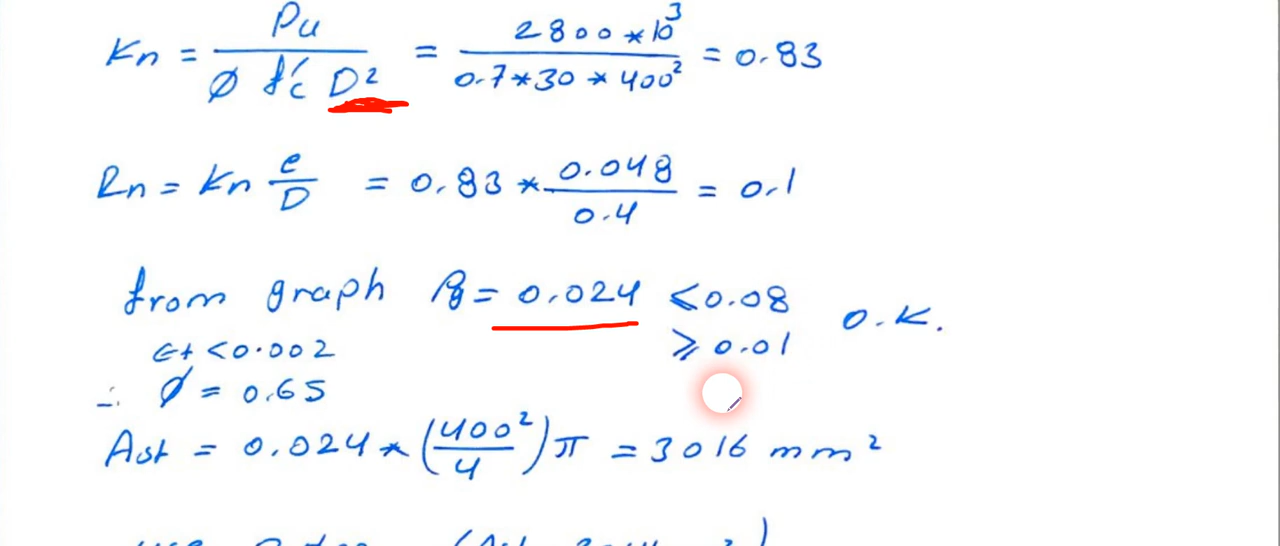 Kn = Pu / ø f'c D² = 2800*10³ / 0.7*30*400² = 0.83
Rn = Kn e/D = 0.83 * 0.048 / 0.4 = 0.1
from graph ρg = 0.024 ≤0.08 O.K.
≥ 0.01
Et <0.002
∴ ø = 0.65
Ast = 0.024 * (400²/4) π = 3016 mm²